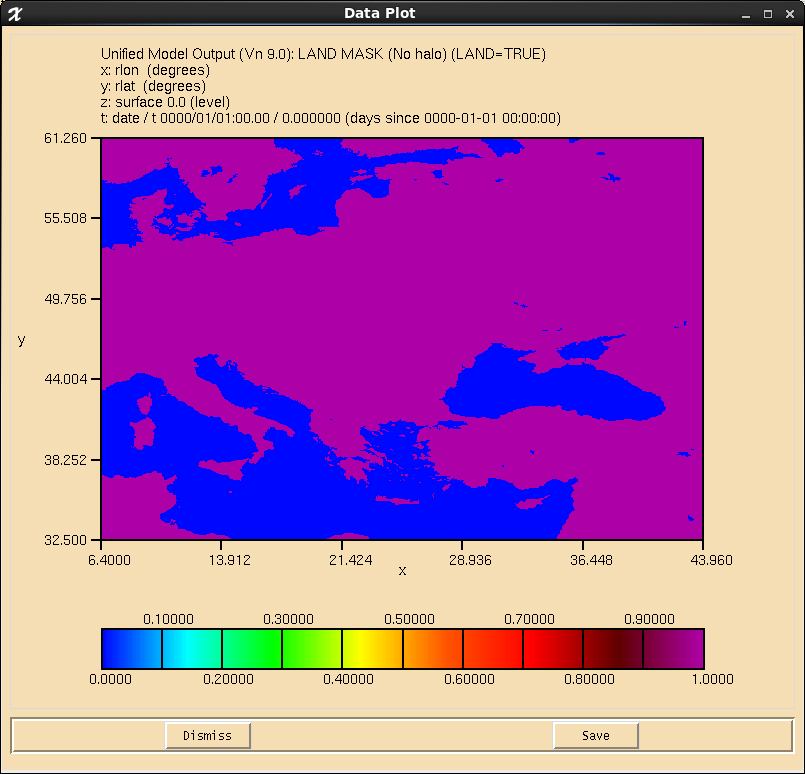 Data Plot
Unified Model Output (Vn 9.0): LAND MASK (No halo) (LAND=TRUE)
x: rlon (degrees)
y: rlat (degrees)
z: surface 0.0 (level)
t: date / t 0000/01/01:00.00 / 0.000000 (days since 0000-01-01 00:00:00)
61.260
55.508
49.756
y
44.004
38.252
32.500
6.4000 13.912 21.424 28.936 36.448 43.960
x
0.10000 0.30000 0.50000 0.70000 0.90000
0.0000 0.20000 0.40000 0.60000 0.80000 1.0000
Dismiss Save